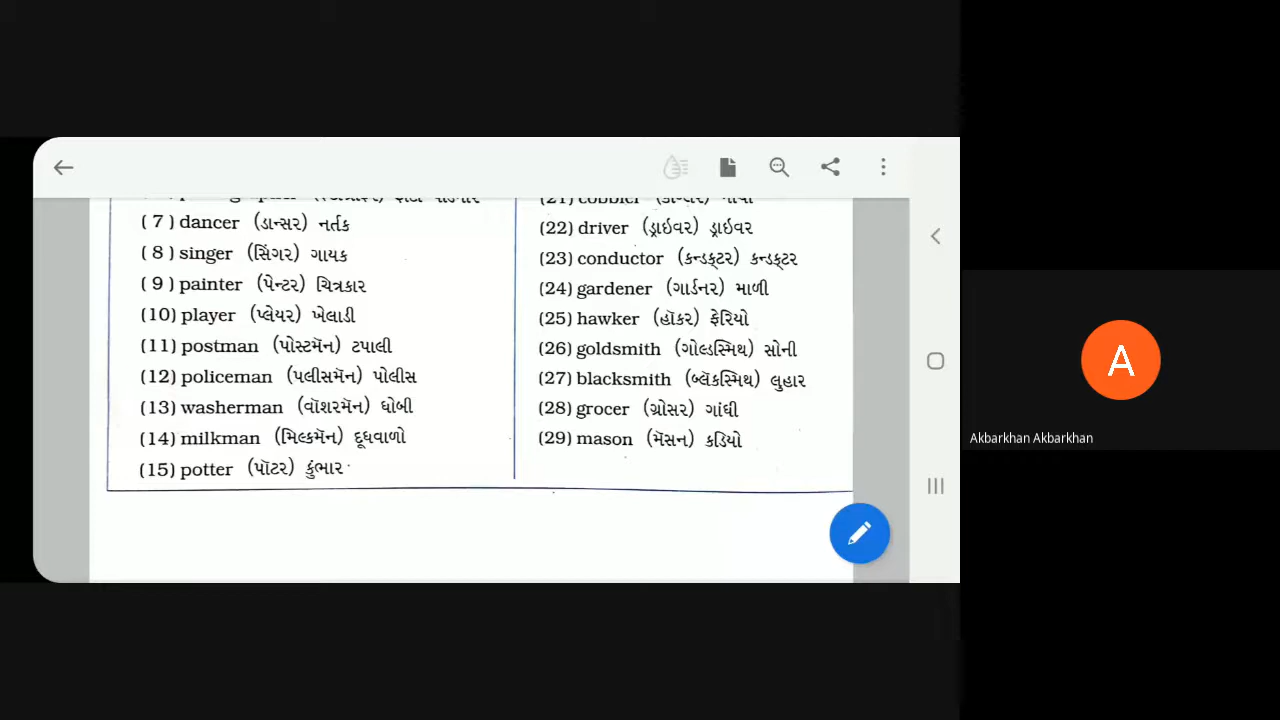 (7) dancer (ડાન્સર) નર્તક
(8) singer (સિંગર) ગાયક
(9) painter (પેન્ટર) ચિત્રકાર
(10) player (પ્લેયર) ખેલાડી
(11) postman (પોસ્ટમૅન) ટપાલી
(12) policeman (પલીસમૅન) પોલીસ
(13) washerman (વૉશરમૅન) ધોબી
(14) milkman (મિલ્કમૅન) દૂધવાળો
(15) potter (પૉટર) કુંભાર
(21) cobbler
(22) driver (ડ્રાઇવર) ડ્રાઇવર
(23) conductor (કન્ડક્ટર) કન્ડક્ટર
(24) gardener (ગાર્ડનર) માળી
(25) hawker (હૉકર) ફેરિયો
(26) goldsmith (ગોલ્ડસ્મિથ) સોની
(27) blacksmith (બ્લૅકસ્મિથ) લુહાર
(28) grocer (ગ્રોસર) ગાંધી
(29) mason (મૅસન) કડિયો
A
Akbarkhan Akbarkhan